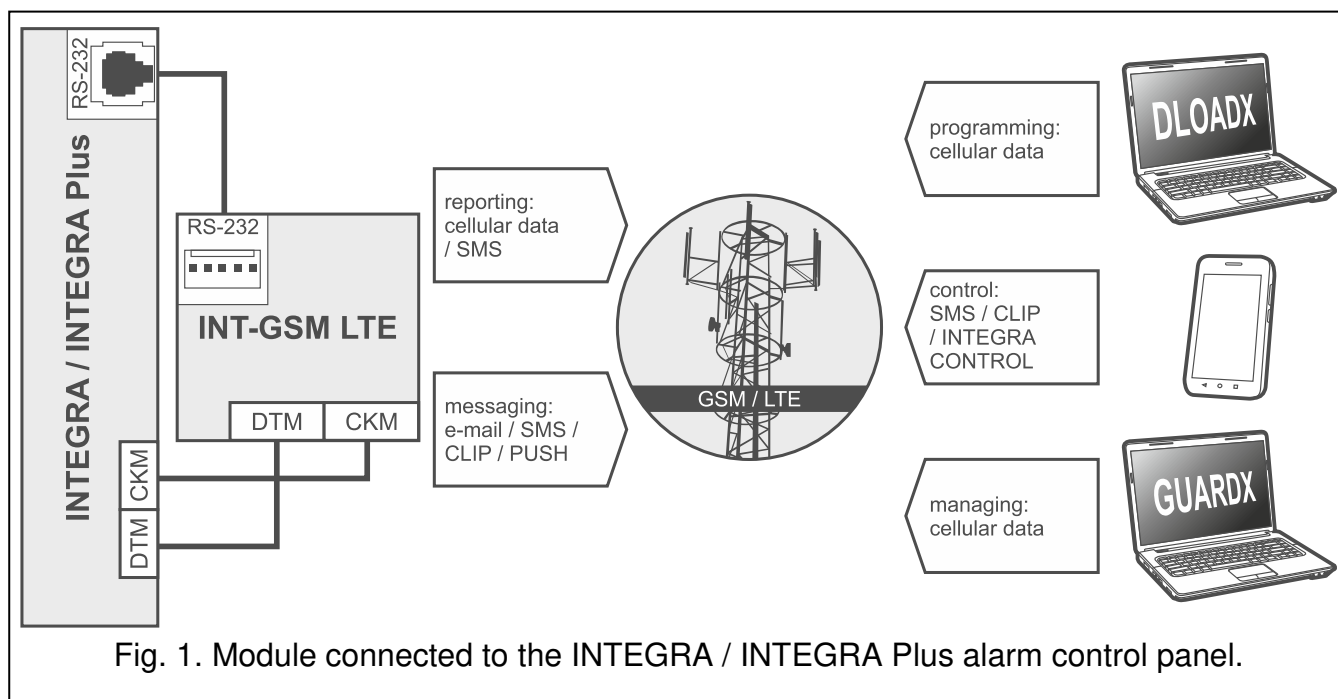 RS-232
INTEGRA / INTEGRA Plus
CKM
DTM
RS-232
INT-GSM LTE
DTM
CKM
reporting:
cellular data
/ SMS
messaging:
e-mail / SMS /
CLIP / PUSH
GSM / LTE
programming:
cellular data
DLOADX
control:
SMS / CLIP
/ INTEGRA
CONTROL
managing:
cellular data
GUARDX
Fig. 1. Module connected to the INTEGRA / INTEGRA Plus alarm control panel.